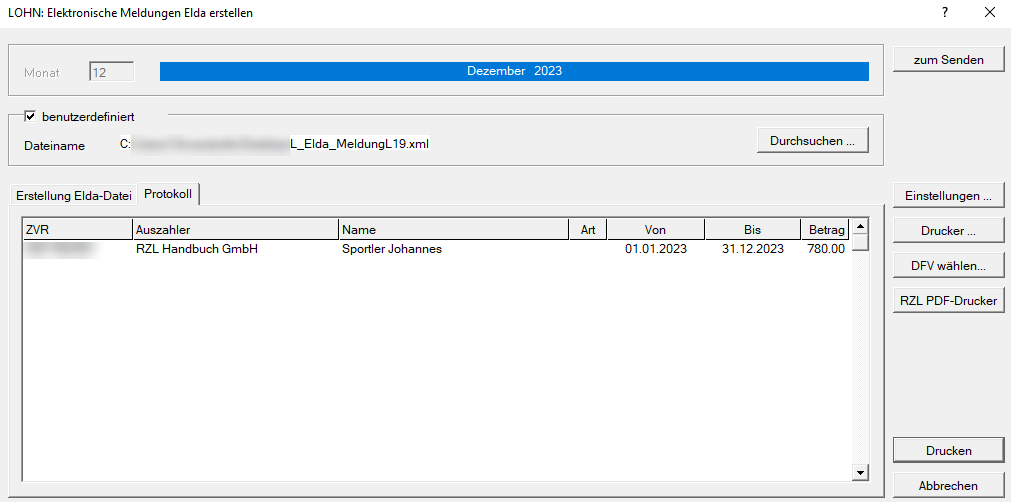 LOHN: Elektronische Meldungen Elda erstellen ?
Monat 12 Dezember 2023 zum Senden
benutzerdefiniert
Dateiname C: L_Elda_MeldungL19.xml Durchsuchen ...
Erstellung Elda-Datei Protokoll Einstellungen ...
ZVR Auszahler Name Art Von Bis Betrag Drucker ...
RZL Handbuch GmbH Sportler Johannes 01.01.2023 31.12.2023 780.00
DFV wählen...
RZL PDF-Drucker
Drucken
Abbrechen